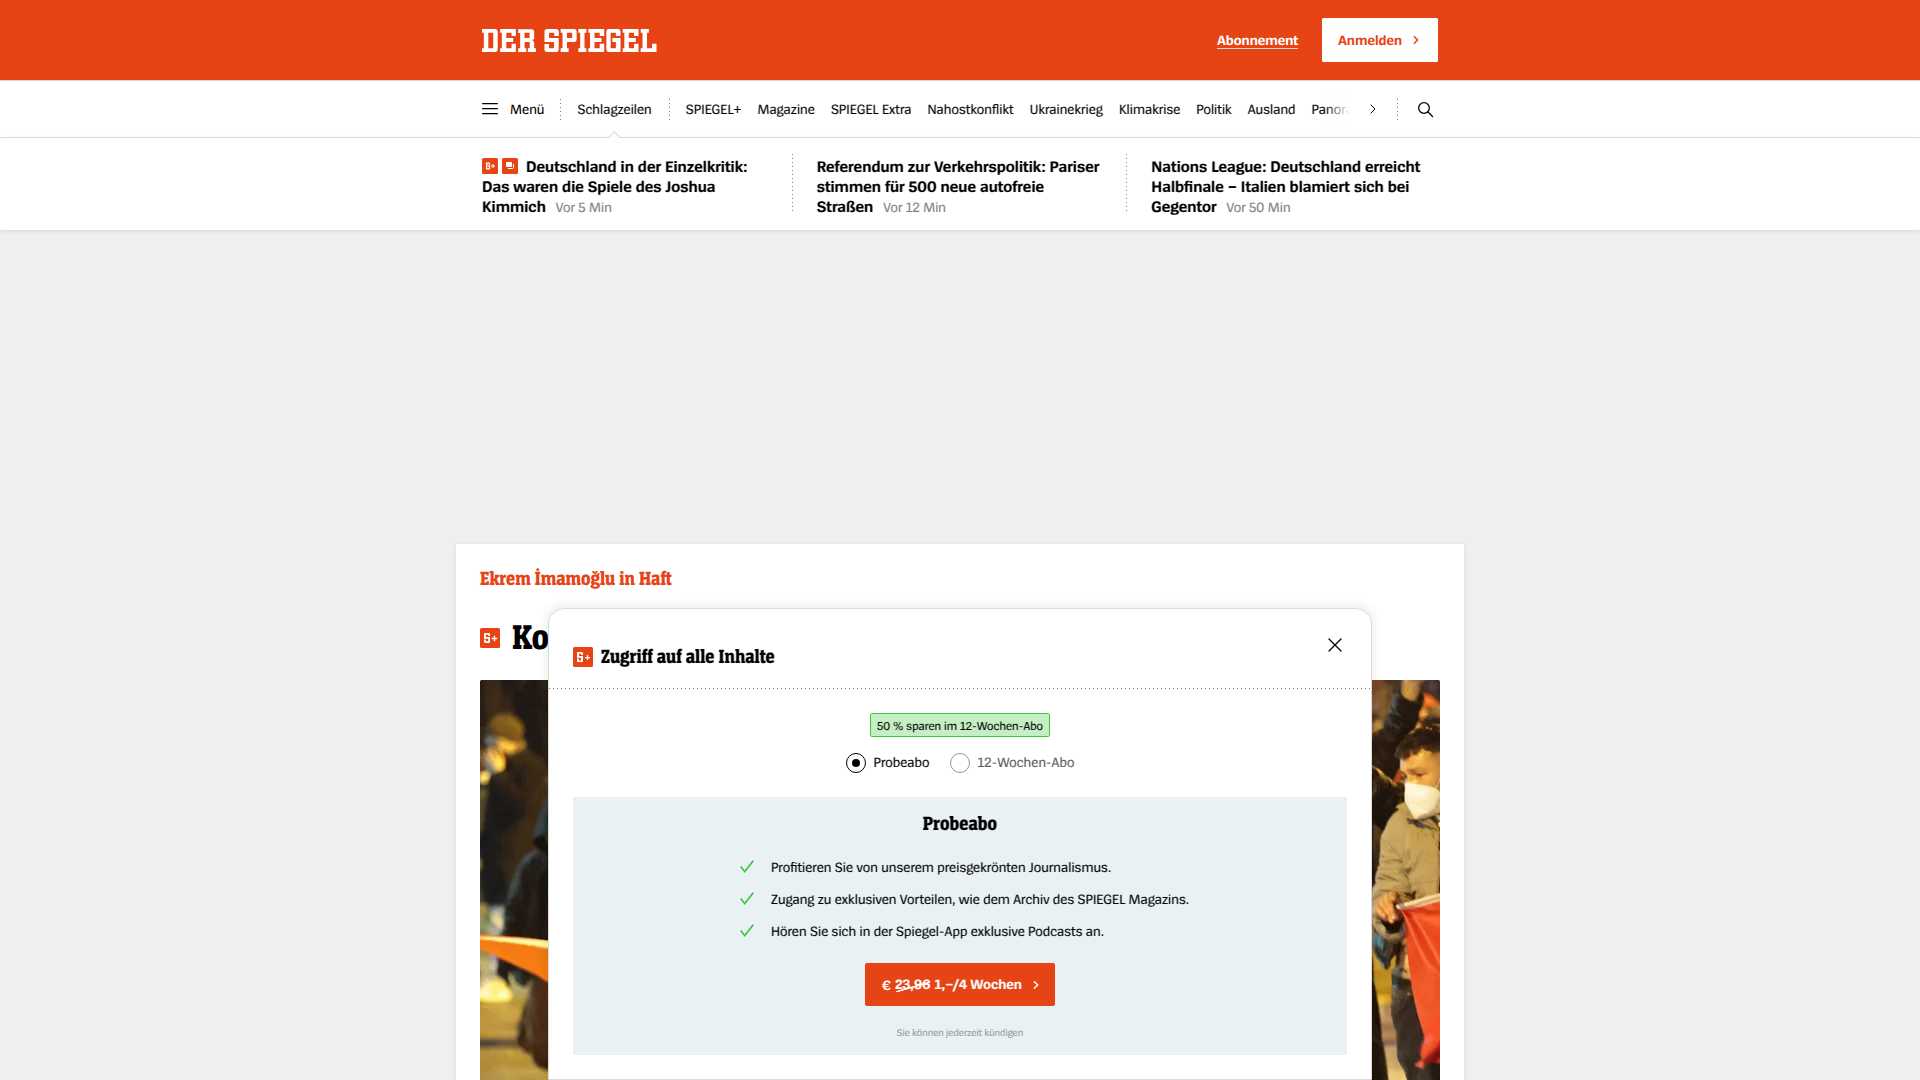 DER SPIEGEL
Abonnement
Anmelden
Menü
Schlagzeilen
SPIEGEL+
Magazine
SPIEGEL Extra
Nahostkonflikt
Ukrainekrieg
Klimakrise
Politik
Ausland
Deutschland in der Einzelkritik:
Das waren die Spiele des Joshua
Kimmich Vor 5 Min
Referendum zur Verkehrspolitik: Pariser
stimmen für 500 neue autofreie
Straßen Vor 12 Min
Nations League: Deutschland erreicht
Halbfinale – Italien blamiert sich bei
Gegentor Vor 50 Min
Ekrem İmamoğlu in Haft
Ko
Zugriff auf alle Inhalte
50 % sparen im 12-Wochen-Abo
Probeabo
12-Wochen-Abo
Probeabo
Profitieren Sie von unserem preisgekrönten Journalismus.
Zugang zu exklusiven Vorteilen, wie dem Archiv des SPIEGEL Magazins.
Hören Sie sich in der Spiegel-App exklusive Podcasts an.
€ 23,96 1,–/4 Wochen
Sie können jederzeit kündigen